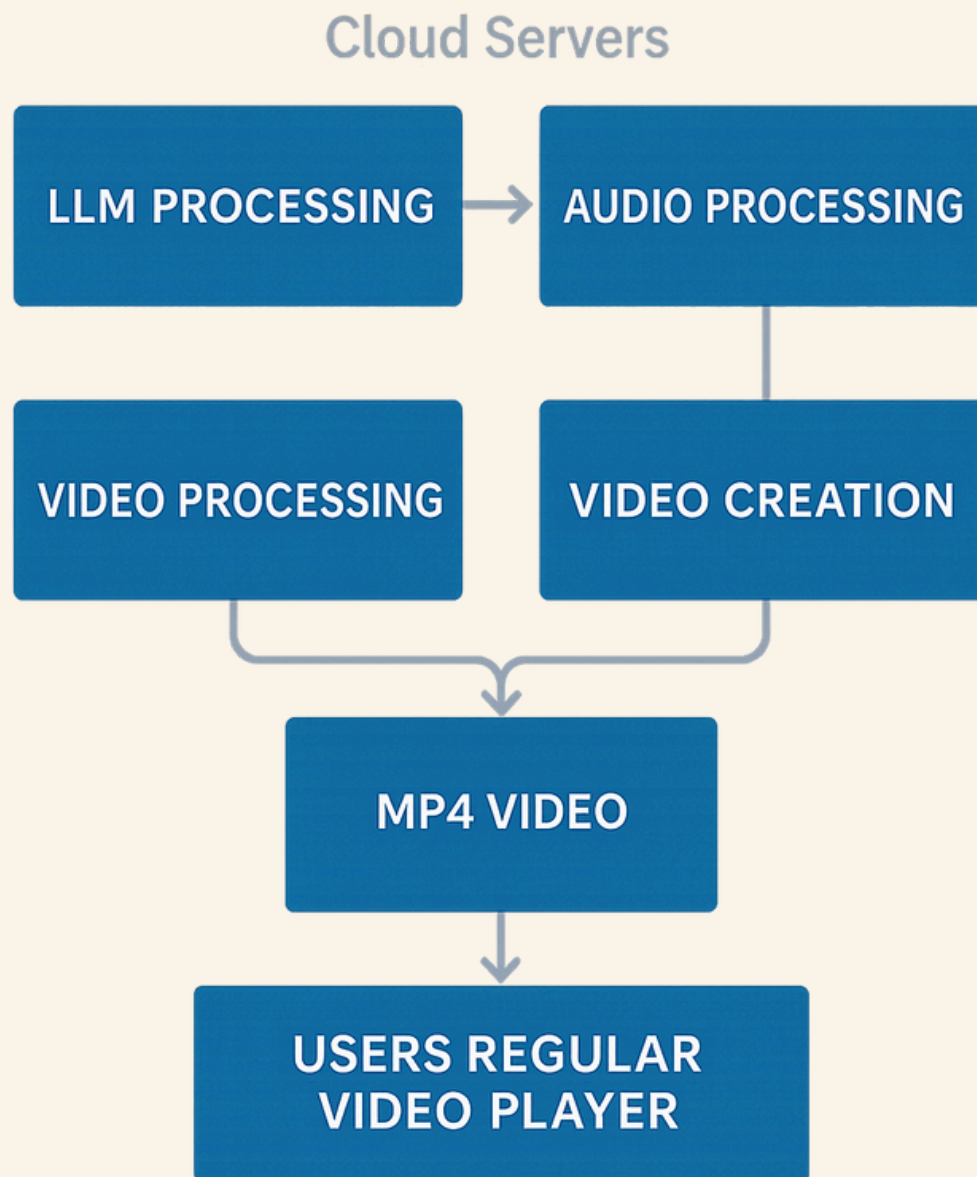 Cloud Servers
LLM PROCESSING
AUDIO PROCESSING
VIDEO PROCESSING
VIDEO CREATION
MP4 VIDEO
USERS REGULAR
VIDEO PLAYER